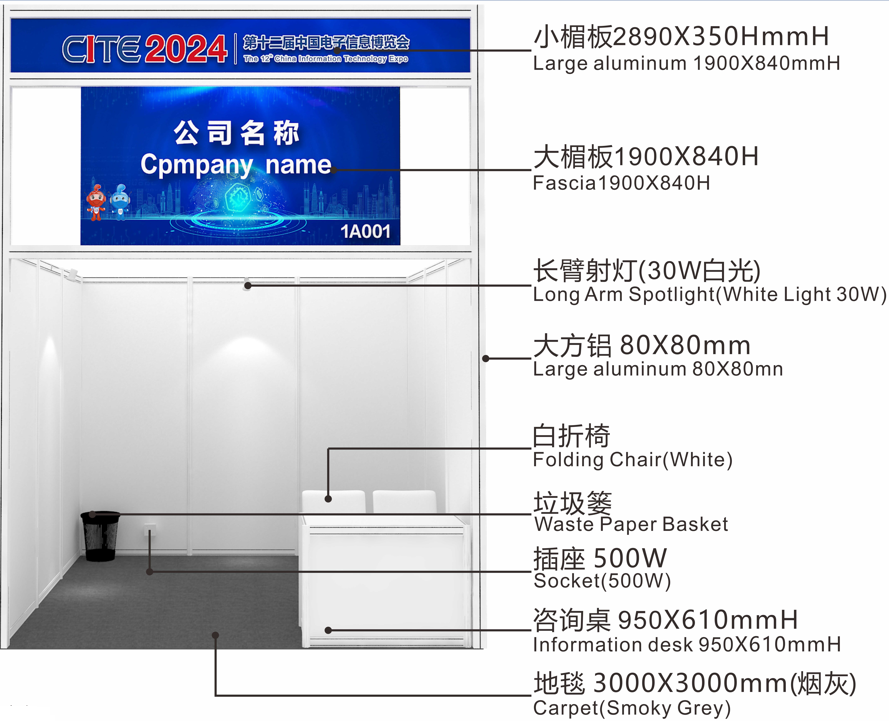 CITE 2024 第十二届中国电子信息博览会
The 12th China Information Technology Expo
公司名称
Cpmpany name
1A001
小楣板2890X350HmmH
Large aluminum 1900X840mmH
大楣板1900X840H
Fascia1900X840H
长臂射灯(30W白光)
Long Arm Spotlight(White Light 30W)
大方铝 80X80mm
Large aluminum 80X80mn
白折椅
Folding Chair(White)
垃圾篓
Waste Paper Basket
插座 500W
Socket(500W)
咨询桌 950X610mmH
Information desk 950X610mmH
地毯 3000X3000mm(烟灰)
Carpet(Smoky Grey)